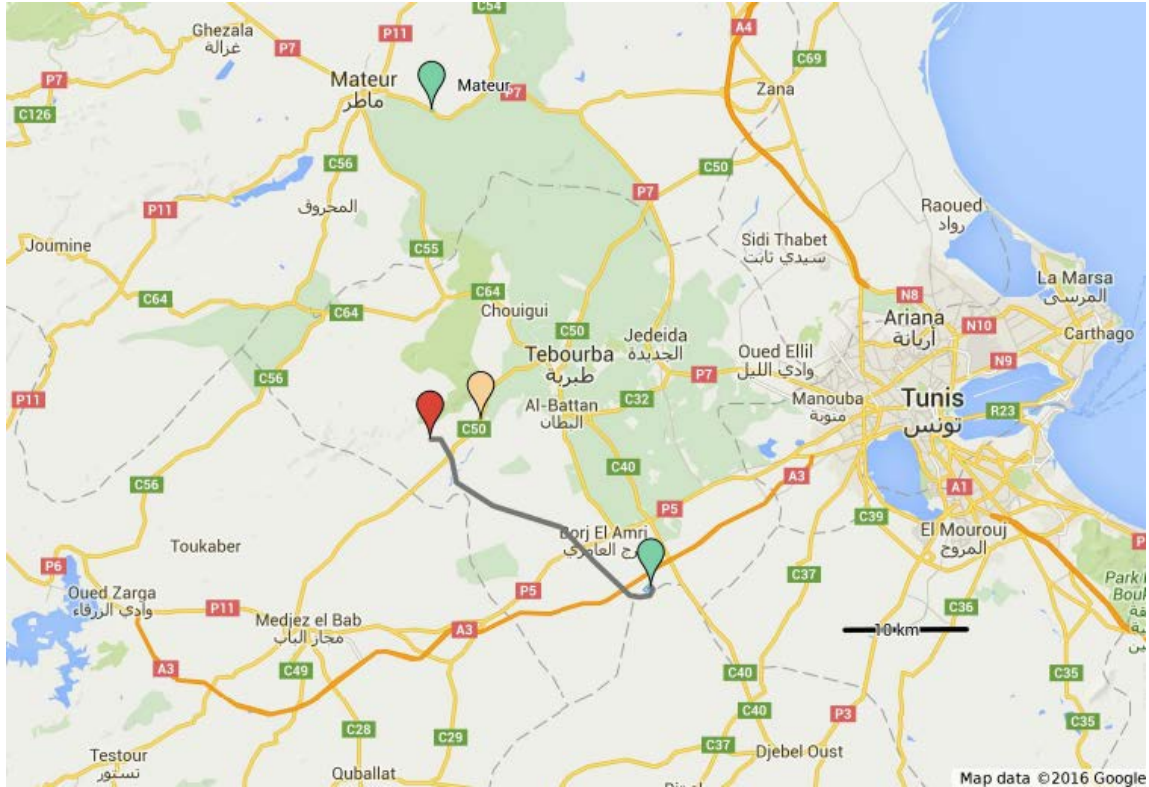 C54
A4
Ghezala
غزالة
P11
P7
C69
Mateur
ماطر
Mateur
P7
Zana
P7
C126
C56
C50
P7
المحروق
P11
Raoued
رواد
Joumine
C55
Sidi Thabet
سيدي ثابت
La Marsa
المرسى
C64
C64
N8
C64
Chouigui
Ariana
أريانة
N10
Carthago
C50
Jedeida
الجديدة
Tebourba
طبربة
Oued Ellil
وادي الليل
N9
C56
P7
P11
Manouba
منوبة
Tunis
تونس
C32
Al-Battan
البطان
R23
C50
C40
A3
A1
C56
P5
C39
El Mourouj
المروج
Borj El Amri
Toukaber
P6
C37
Oued Zarga
وادي الزرقاء
P5
C36
P11
Medjez el Bab
مجاز الباب
A3
10 km
A3
C49
C40
C35
C40
P3
C35
C28
C29
C37
Djebel Oust
Testour
تستور
Quballat
Map data ©2016 Google